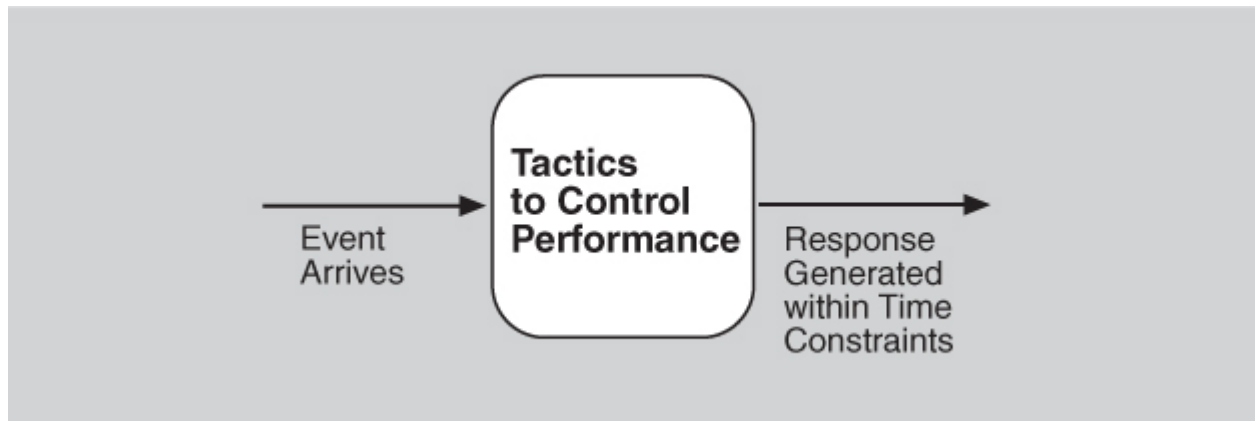 Event
Arrives
Tactics
to Control
Performance
Response
Generated
within Time
Constraints